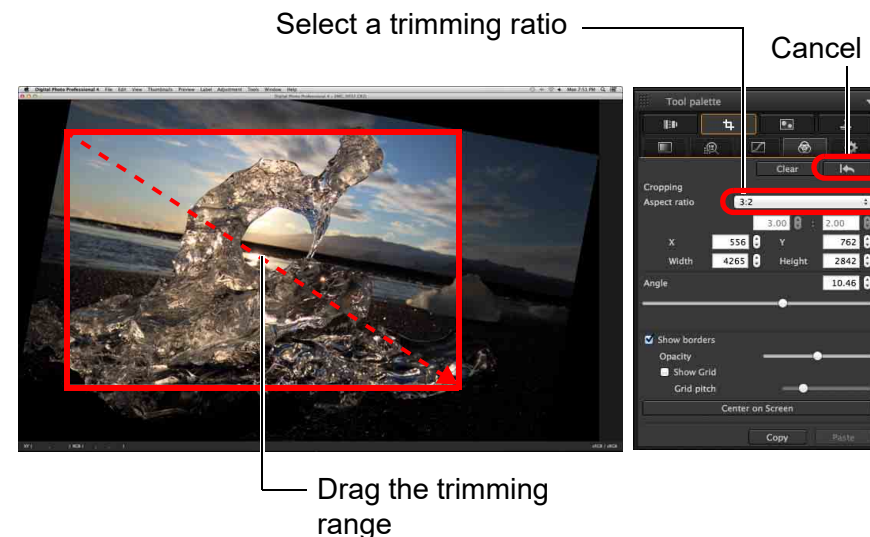 Select a trimming ratio
Cancel
Digital Photo Professional 4 File Edit View Thumbnails Preview Label Adjustment Tools Window Help
Tool palette
Clear
Cropping
Aspect ratio 3:2
3.00 : 2.00
X 556 Y 762
Width 4265 Height 2842
Angle 10.46
Show borders
Opacity
Show Grid
Grid pitch
Center on Screen
Copy Paste
Drag the trimming
range